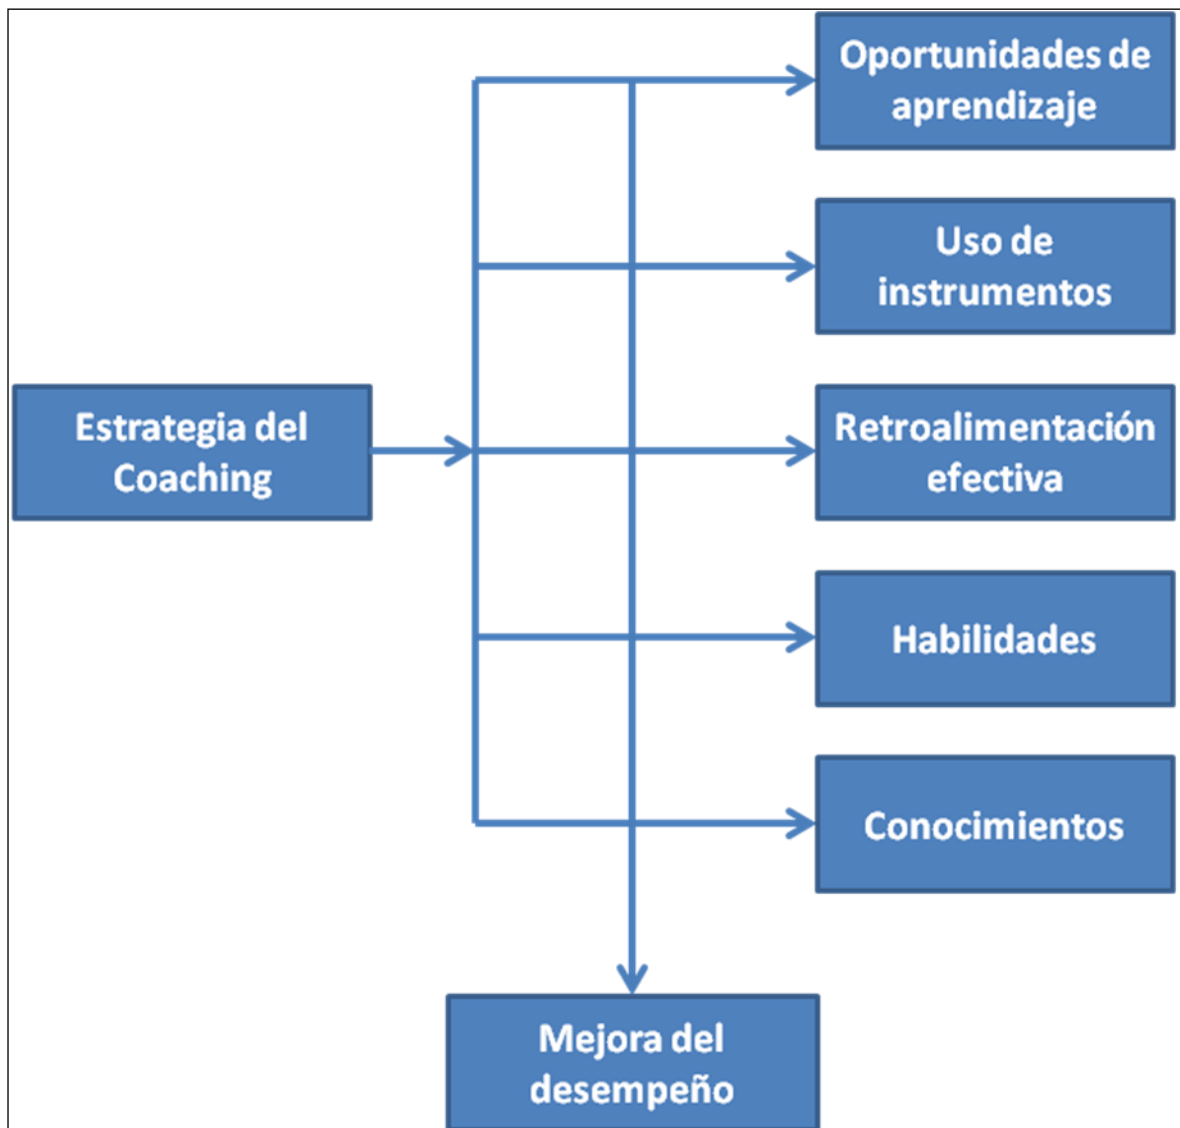 Oportunidades de
aprendizaje
Uso de
instrumentos
Estrategia del
Coaching
Retroalimentación
efectiva
Habilidades
Conocimientos
Mejora del
desempeño